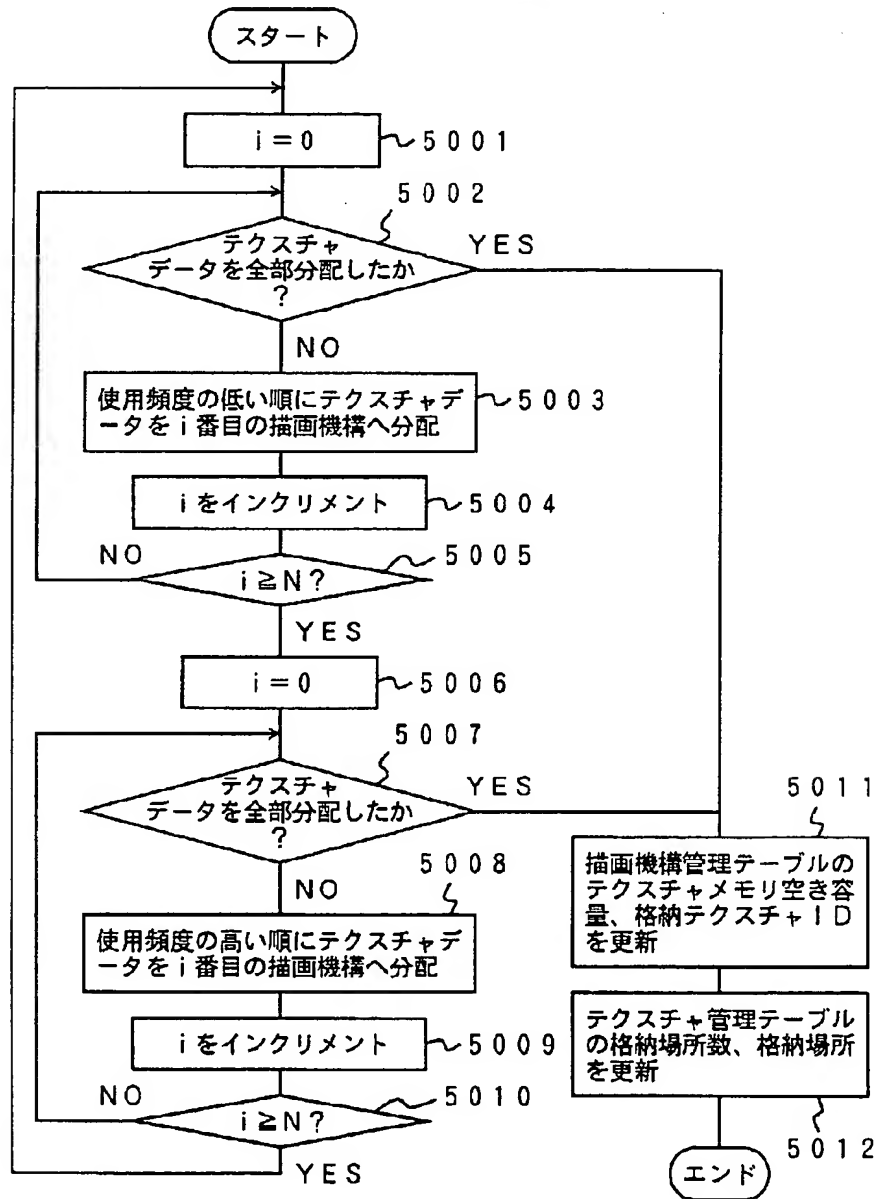 スタート
i=0
5001
5002
テクスチャ
データを全部分配したか
?
YES
NO
使用頻度の低い順にテクスチャデ
ータをi番目の描画機構へ分配
5003
iをインクリメント
5004
NO
5005
i≧N?
YES
i=0
5006
5007
テクスチャ
データを全部分配したか
?
YES
NO
5008
使用頻度の高い順にテクスチャデ
ータをi番目の描画機構へ分配
iをインクリメント
5009
NO
5010
i≧N?
YES
5011
描画機構管理テーブルの
テクスチャメモリ空き容
量、格納テクスチャID
を更新
テクスチャ管理テーブル
の格納場所数、格納場所
を更新
5012
エンド